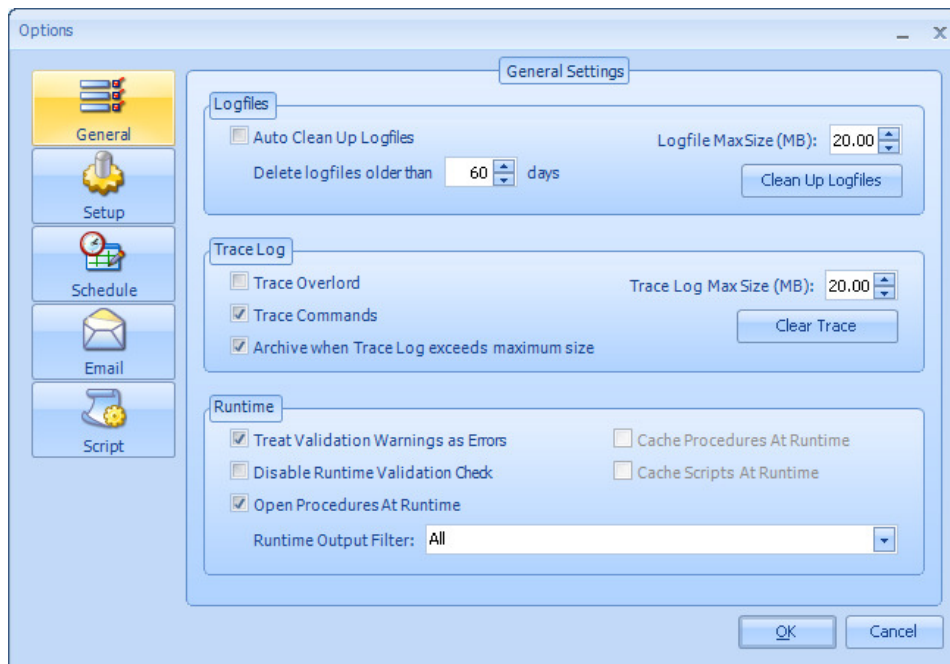 Options
General
Setup
Schedule
Email
Script
General Settings
Logfiles
Auto Clean Up Logfiles
Logfile Max Size (MB): 20.00
Delete logfiles older than 60 days
Clean Up Logfiles
Trace Log
Trace Overlord
Trace Log Max Size (MB): 20.00
Trace Commands
Clear Trace
Archive when Trace Log exceeds maximum size
Runtime
Treat Validation Warnings as Errors
Cache Procedures At Runtime
Disable Runtime Validation Check
Cache Scripts At Runtime
Open Procedures At Runtime
Runtime Output Filter: All
OK
Cancel